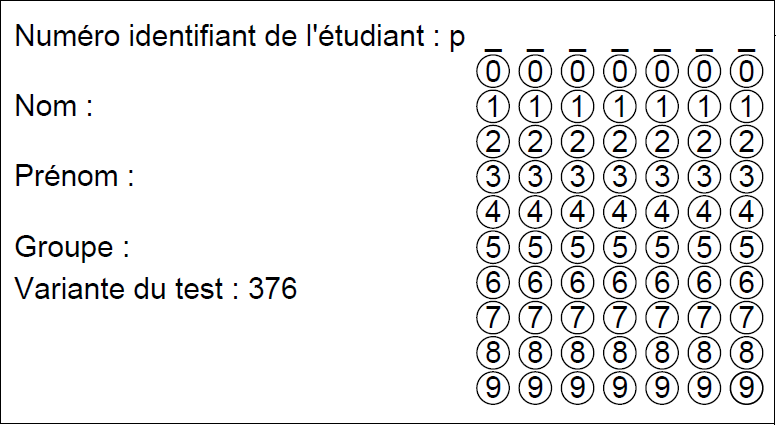 Numéro identifiant de l'étudiant : p _ _ _ _ _ _ _
0 0 0 0 0 0 0
Nom :
1 1 1 1 1 1 1
2 2 2 2 2 2 2
Prénom :
3 3 3 3 3 3 3
4 4 4 4 4 4 4
Groupe :
5 5 5 5 5 5 5
Variante du test : 376
6 6 6 6 6 6 6
7 7 7 7 7 7 7
8 8 8 8 8 8 8
9 9 9 9 9 9 9